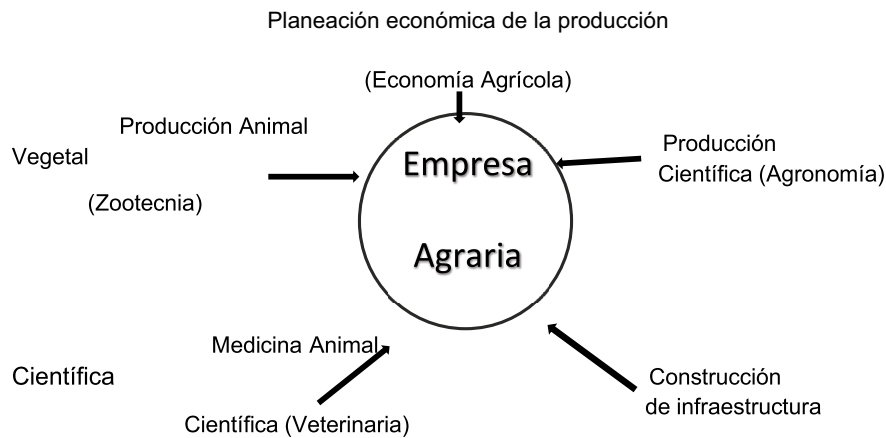 Planeación económica de la producción
(Economía Agrícola)
Producción Animal
Vegetal
(Zootecnia)
Empresa
Agraria
Producción
Científica (Agronomía)
Medicina Animal
Científica
Científica (Veterinaria)
Construcción
de infraestructura